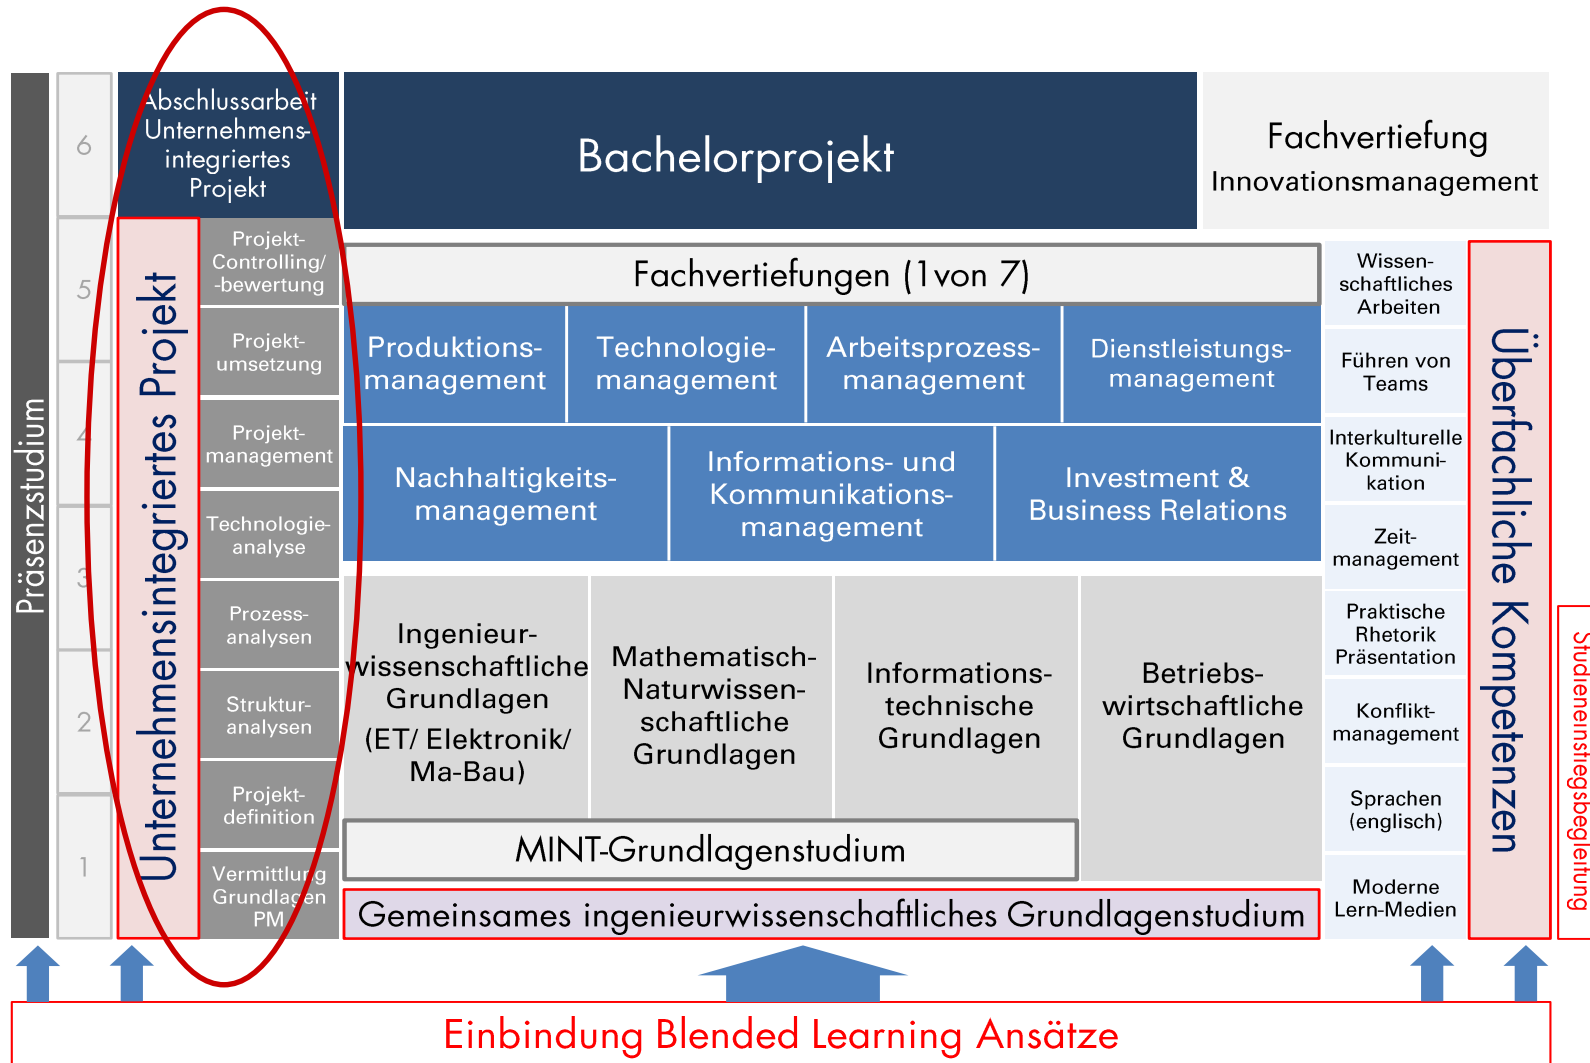 Präsenzstudium
6
5
4
3
2
1
Abschlussarbeit
Unternehmens-
integriertes
Projekt
Unternehmensintegriertes Projekt
Projekt-
Controlling/
-bewertung
Projekt-
umsetzung
Projekt-
management
Technologie-
analyse
Prozess-
analysen
Struktur-
analysen
Projekt-
definition
Vermittlung
Grundlagen
PM
Bachelorprojekt
Fachvertiefung
Innovationsmanagement
Fachvertiefungen (1von 7)
Produktions-
management
Technologie-
management
Arbeitsprozess-
management
Dienstleistungs-
management
Nachhaltigkeits-
management
Informations- und
Kommunikations-
management
Investment &
Business Relations
Ingenieur-
wissenschaftliche
Grundlagen
(ET/ Elektronik/
Ma-Bau)
Mathematisch-
Naturwissen-
schaftliche
Grundlagen
Informations-
technische
Grundlagen
Betriebs-
wirtschaftliche
Grundlagen
MINT-Grundlagenstudium
Gemeinsames ingenieurwissenschaftliches Grundlagenstudium
Wissen-
schaftliches
Arbeiten
Führen von
Teams
Interkulturelle
Kommuni-
kation
Zeit-
management
Praktische
Rhetorik
Präsentation
Konflikt-
management
Sprachen
(englisch)
Moderne
Lern-Medien
Überfachliche Kompetenzen
Studieneinstiegsbegleitung
Einbindung Blended Learning Ansätze